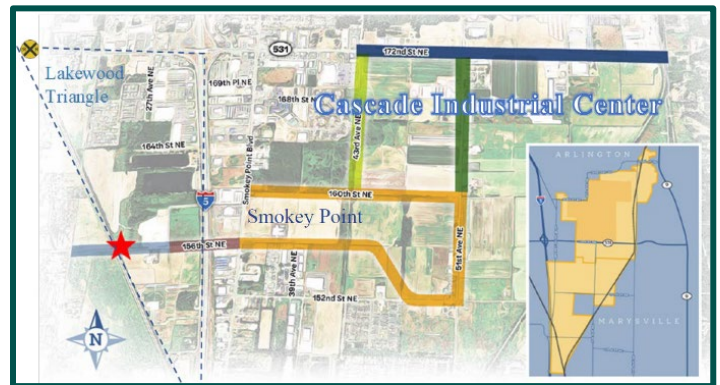 531
172nd ST NE
Lakewood
Triangle
27th Ave NE
169th Pl NE
168th St NE
Cascade Industrial Center
43rd Ave NE
164th St NE
Smokey Point Blvd
5
160th St NE
Smokey Point
51st Ave NE
156th St NE
39th Ave NE
152nd St NE
N
ARLINGTON
MARYSVILLE